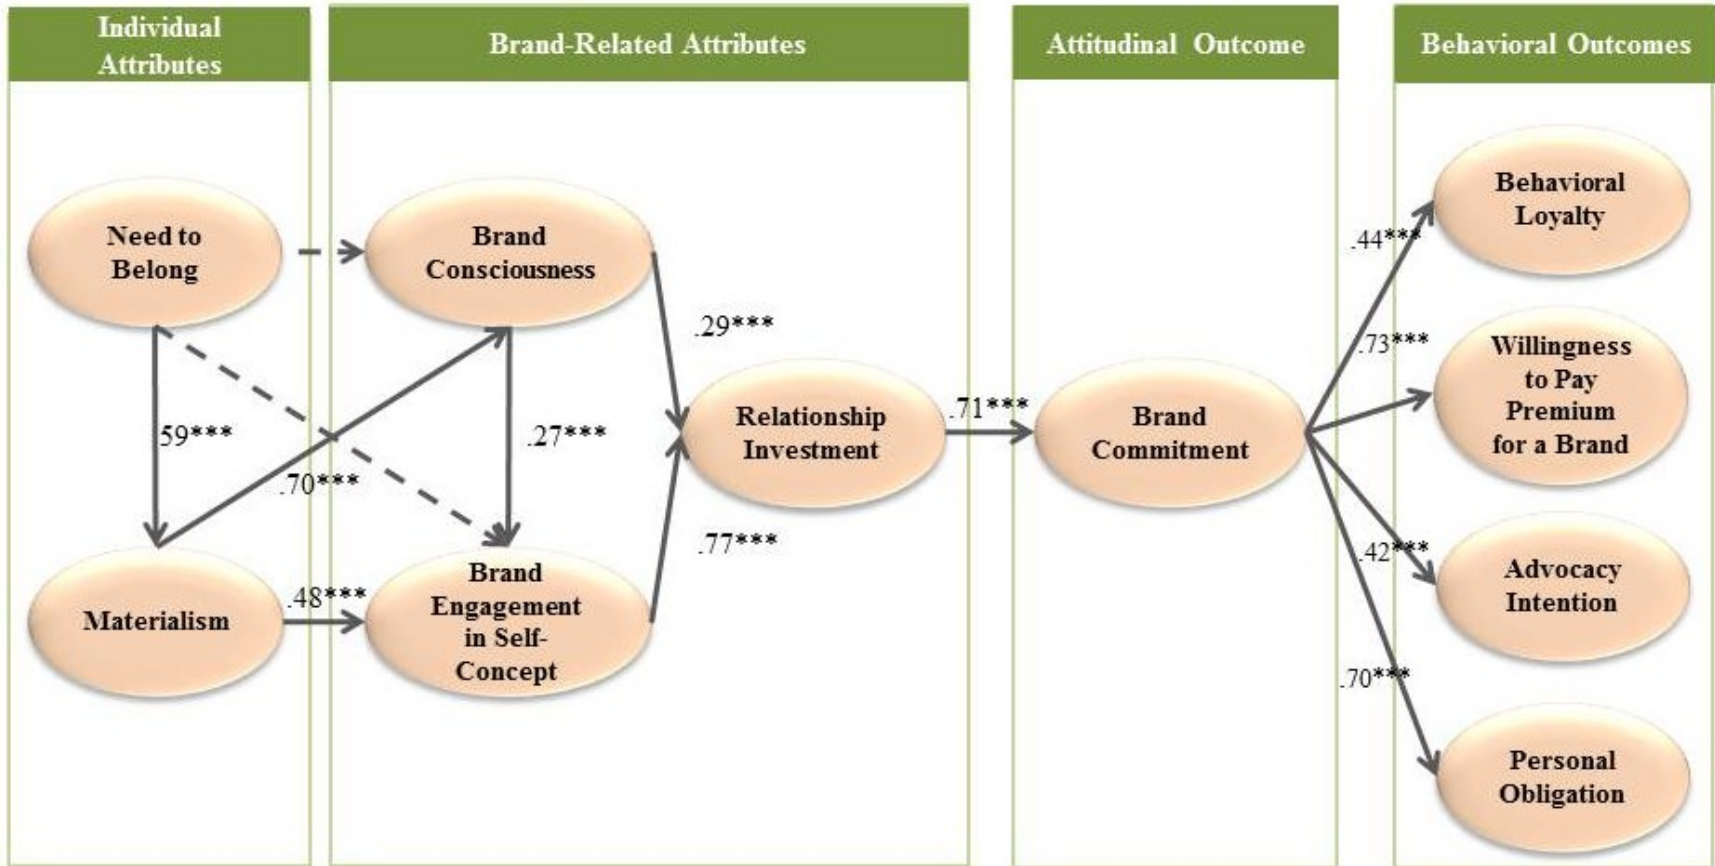 Individual
Attributes
Brand-Related Attributes
Attitudinal Outcome
Behavioral Outcomes
Need to
Belong
Brand
Consciousness
Behavioral
Loyalty
.44***
.29***
.73***
Willingness
to Pay
Premium
for a Brand
59***
.27***
.70***
Relationship
Investment
.71***
Brand
Commitment
.77***
.42***
Materialism
.48***
Brand
Engagement
in Self-
Concept
Advocacy
Intention
.70***
Personal
Obligation